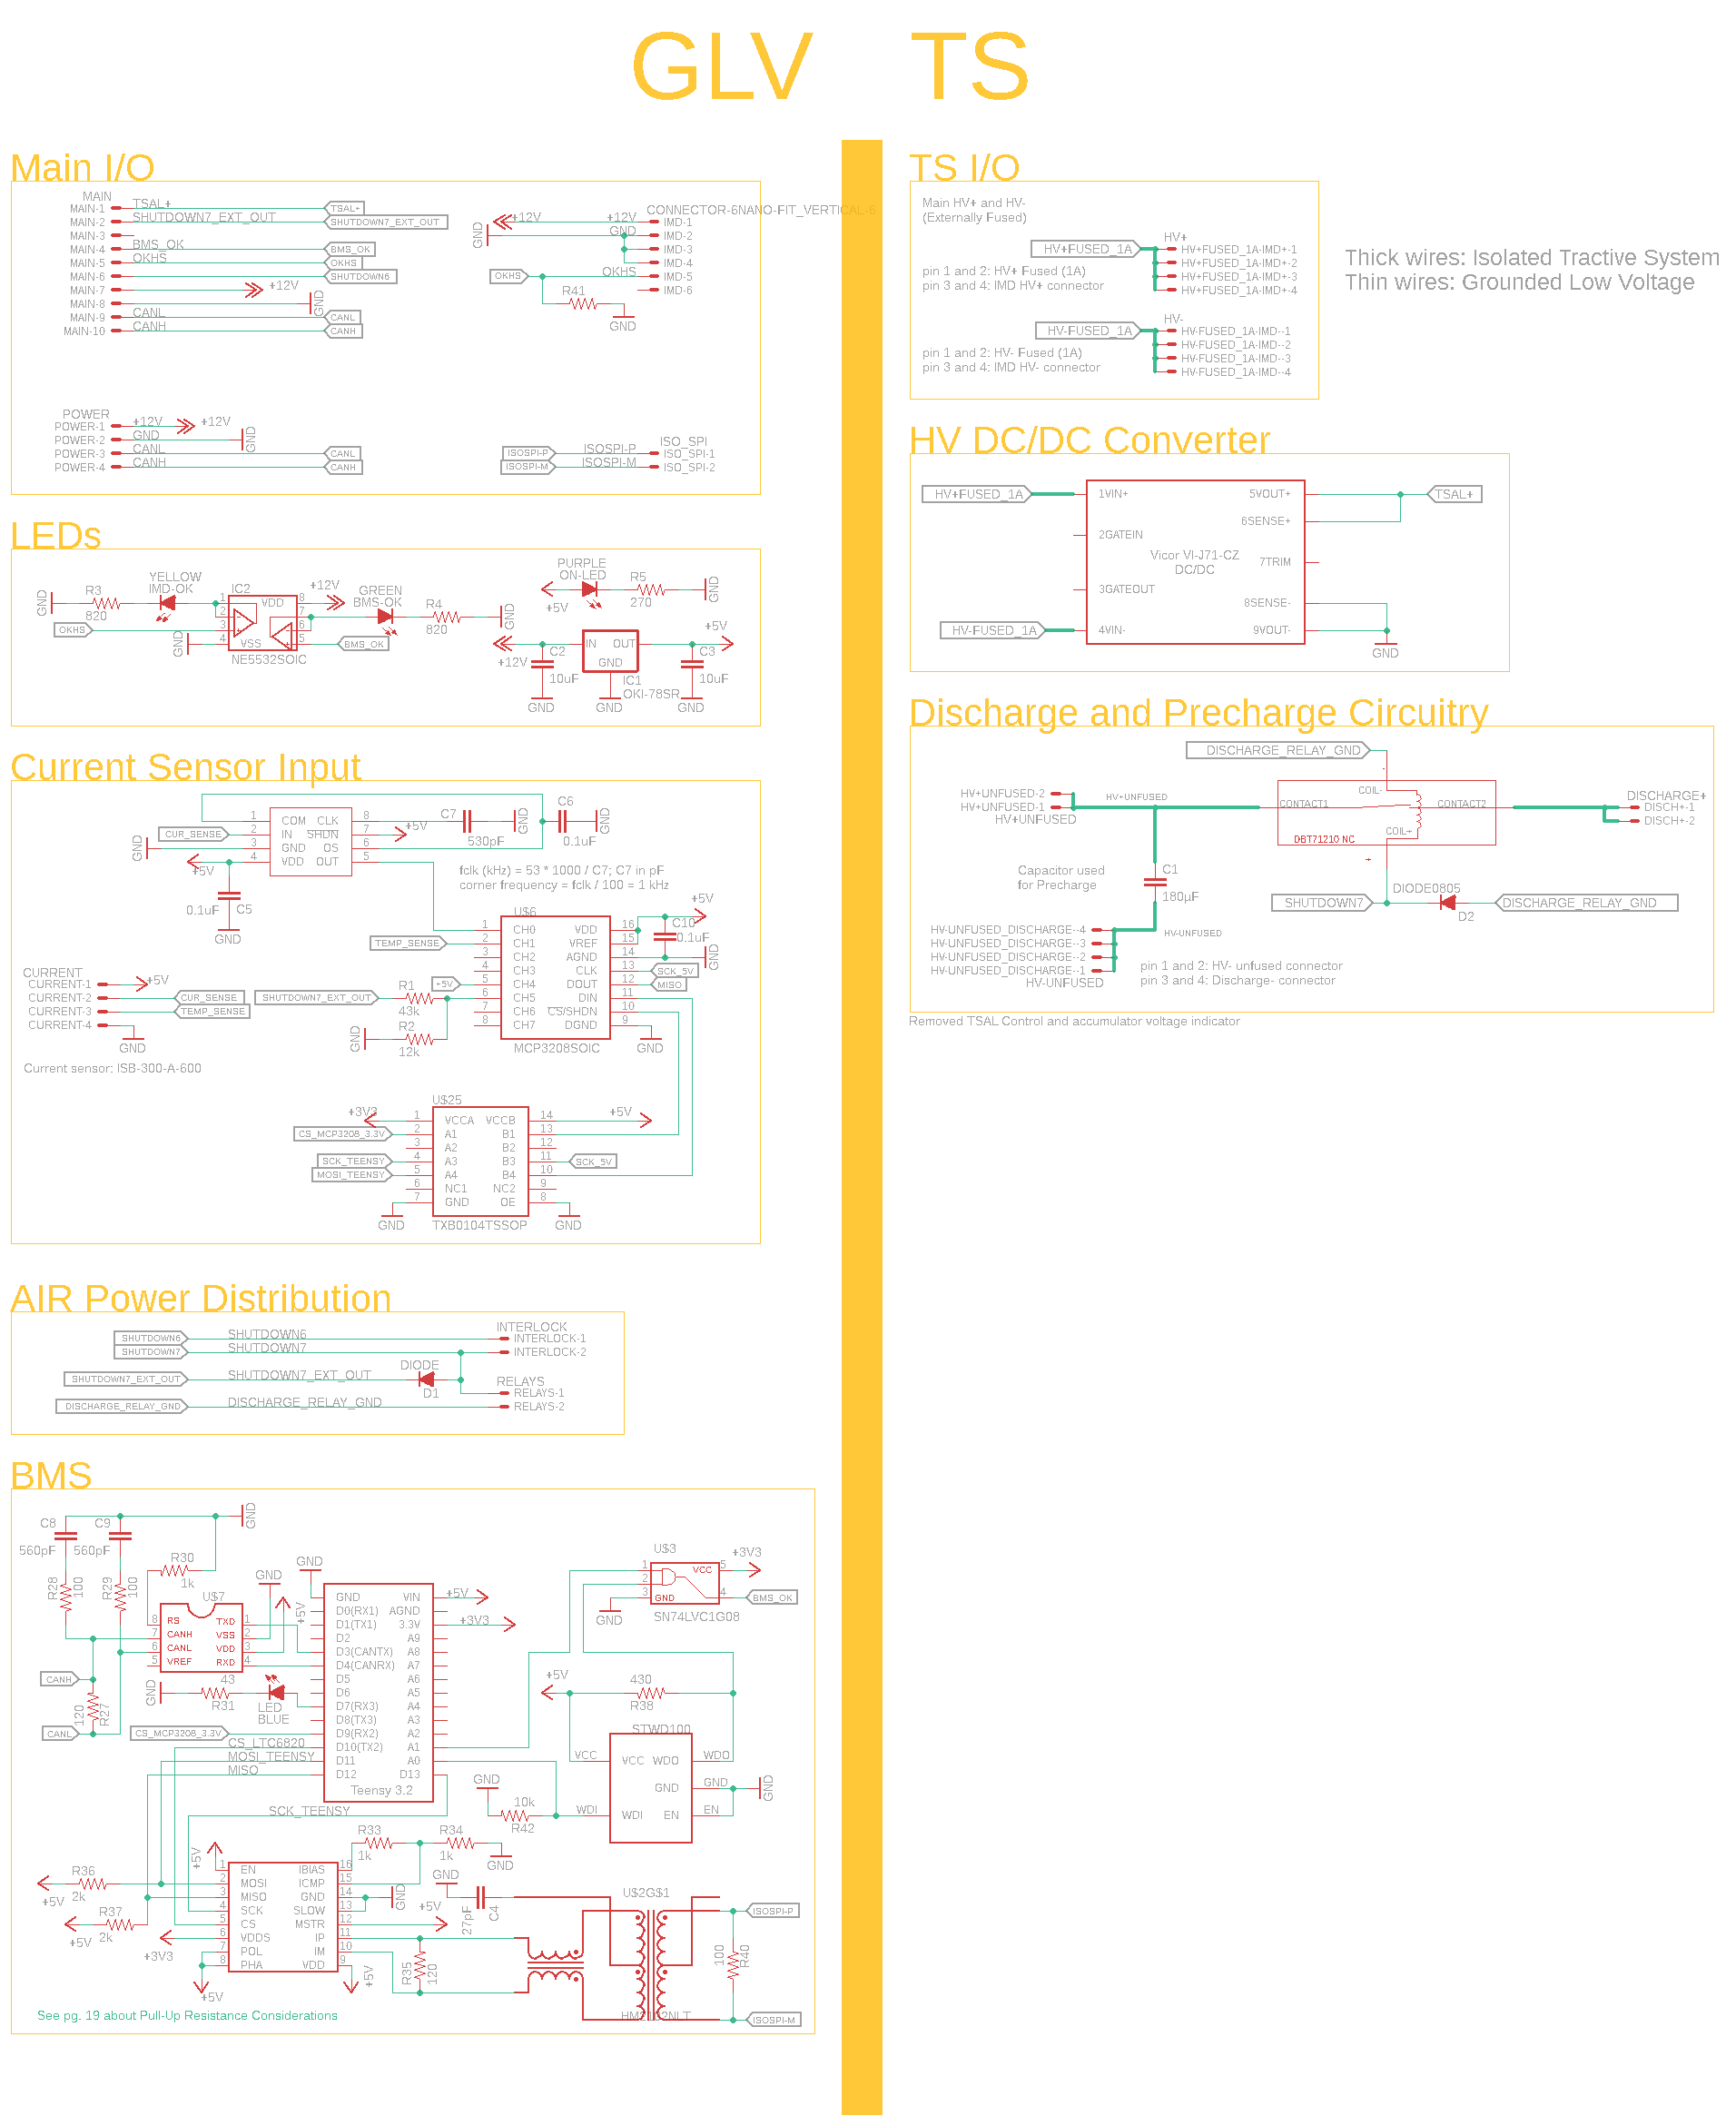 GLV TS
Main I/O
MAIN
MAIN-1 TSAL+ TSAL+
MAIN-2 SHUTDOWN7_EXT_OUT SHUTDOWN7_EXT_OUT
MAIN-3
MAIN-4 BMS_OK BMS_OK
MAIN-5 OKHS OKHS
MAIN-6 SHUTDOWN6
MAIN-7 +12V
MAIN-8 GND
MAIN-9 CANL CANL
MAIN-10 CANH CANH
CONNECTOR-6NANO-FIT_VERTICAL-6
+12V +12V IMD-1
GND GND IMD-2
IMD-3
IMD-4
OKHS OKHS IMD-5
R41 IMD-6
GND
POWER
POWER-1 +12V +12V
POWER-2 GND GND
POWER-3 CANL CANL
POWER-4 CANH CANH
ISO_SPI
ISOSPI-P ISOSPI-P ISO_SPI-1
ISOSPI-M ISOSPI-M ISO_SPI-2
LEDs
GND R3 820
YELLOW
IMD-OK
OKHS
IC2
1 VDD 8
2 7
3 6
4 VSS 5
NE5532SOIC
GND
+12V
GREEN
BMS-OK
R4 820 GND
BMS_OK
PURPLE
ON-LED
+5V R5 270 GND
+12V C2 10uF GND
IN OUT
GND
IC1
OKI-78SR
GND
+5V C3 10uF GND
Current Sensor Input
CUR_SENSE
GND
+5V
0.1uF C5
GND
1 COM CLK 8
2 IN SHDN 7
3 GND OS 6
4 VDD OUT 5
C7 530pF GND
+5V
C6 0.1uF GND
fclk (kHz) = 53 * 1000 / C7; C7 in pF
corner frequency = fclk / 100 = 1 kHz
U$6
1 CH0 VDD 16
2 CH1 VREF 15
3 CH2 AGND 14
4 CH3 CLK 13
5 CH4 DOUT 12
6 CH5 DIN 11
7 CH6 CS/SHDN 10
8 CH7 DGND 9
MCP3208SOIC
TEMP_SENSE
+5V
C10 0.1uF
+5V
GND
SCK_5V
MISO
GND
CURRENT
CURRENT-1 +5V
CURRENT-2 CUR_SENSE
CURRENT-3 TEMP_SENSE
CURRENT-4
GND
SHUTDOWN7_EXT_OUT R1 43k
GND R2 12k
Current sensor: ISB-300-A-600
U$25
1 VCCA VCCB 14
2 A1 B1 13
3 A2 B2 12
4 A3 B3 11
5 A4 B4 10
6 NC1 NC2 9
7 GND OE 8
TXB0104TSSOP
+3V3
CS_MCP3208_3.3V
SCK_TEENSY
MOSI_TEENSY
GND
+5V
SCK_5V
GND
AIR Power Distribution
INTERLOCK
SHUTDOWN6 SHUTDOWN6 INTERLOCK-1
SHUTDOWN7 SHUTDOWN7 INTERLOCK-2
SHUTDOWN7_EXT_OUT SHUTDOWN7_EXT_OUT DIODE D1
RELAYS
RELAYS-1
DISCHARGE_RELAY_GND DISCHARGE_RELAY_GND RELAYS-2
BMS
C8 560pF
C9 560pF
GND
R28 100
R29 100
R30 1k
U$7
8 RS TXD 1
7 CANH VSS 2
6 CANL VDD 3
5 VREF RXD 4
GND
+5V
CANH
CANL
120 R27
GND
43
R31
LED
BLUE
CS_MCP3208_3.3V
CS_LTC6820
MOSI_TEENSY
MISO
GND
GND VIN
D0(RX1) AGND
D1(TX1) 3.3V
D2 A9
D3(CANTX) A8
D4(CANRX) A7
D5 A6
D6 A5
D7(RX3) A4
D8(TX3) A3
D9(RX2) A2
D10(TX2) A1
D11 A0
D12 D13
Teensy 3.2
+5V
+3V3
SCK_TEENSY
U$3
1 VCC 5
2
3 GND 4
SN74LVC1G08
+3V3
BMS_OK
GND
+5V
430
R38
STWD100
VCC VCC WDO WDO
GND GND GND
WDI WDI EN EN
GND
10k
R42
R33 1k
R34 1k
GND
+5V
R36 2k
+5V
R37 2k
+5V
+3V3
1 EN IBIAS 16
2 MOSI ICMP 15
3 MISO GND 14
4 SCK SLOW 13
5 CS MSTR 12
6 VDDS IP 11
7 POL IM 10
8 PHA VDD 9
+5V
+5V
GND
+5V
GND
27pF C4
R35 120
U$2G$1
HM2102NLT
100 R40
ISOSPI-P
ISOSPI-M
See pg. 19 about Pull-Up Resistance Considerations
TS I/O
Main HV+ and HV-
(Externally Fused)
HV+
HV+FUSED_1A HV+FUSED_1A-IMD+-1
HV+FUSED_1A-IMD+-2
HV+FUSED_1A-IMD+-3
HV+FUSED_1A-IMD+-4
pin 1 and 2: HV+ Fused (1A)
pin 3 and 4: IMD HV+ connector
HV-
HV-FUSED_1A HV-FUSED_1A-IMD--1
HV-FUSED_1A-IMD--2
HV-FUSED_1A-IMD--3
HV-FUSED_1A-IMD--4
pin 1 and 2: HV- Fused (1A)
pin 3 and 4: IMD HV- connector
Thick wires: Isolated Tractive System
Thin wires: Grounded Low Voltage
HV DC/DC Converter
HV+FUSED_1A 1VIN+ 5VOUT+ TSAL+
6SENSE+
2GATEIN
Vicor VI-J71-CZ
DC/DC
7TRIM
3GATEOUT
8SENSE-
HV-FUSED_1A 4VIN- 9VOUT-
GND
Discharge and Precharge Circuitry
DISCHARGE_RELAY_GND
HV+UNFUSED-2
HV+UNFUSED-1
HV+UNFUSED
HV+UNFUSED
COIL-
CONTACT1 CONTACT2
COIL+
DBT71210 NC
DISCHARGE+
DISCH+-1
DISCH+-2
Capacitor used
for Precharge
C1
180µF
DIODE0805
SHUTDOWN7 D2 DISCHARGE_RELAY_GND
HV-UNFUSED_DISCHARGE--4
HV-UNFUSED_DISCHARGE--3
HV-UNFUSED_DISCHARGE--2
HV-UNFUSED_DISCHARGE--1
HV-UNFUSED
HV-UNFUSED
pin 1 and 2: HV- unfused connector
pin 3 and 4: Discharge- connector
Removed TSAL Control and accumulator voltage indicator